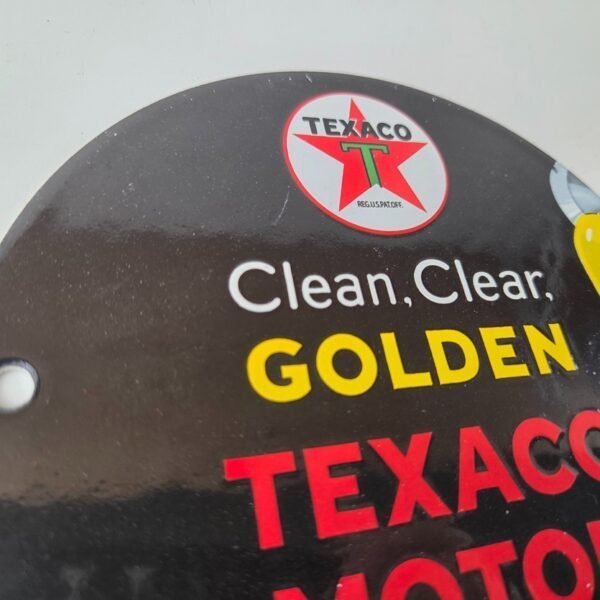 TEXACO
T
REG.U.S.PAT.OFF.
Clean, Clear,
GOLDEN
TEXACO